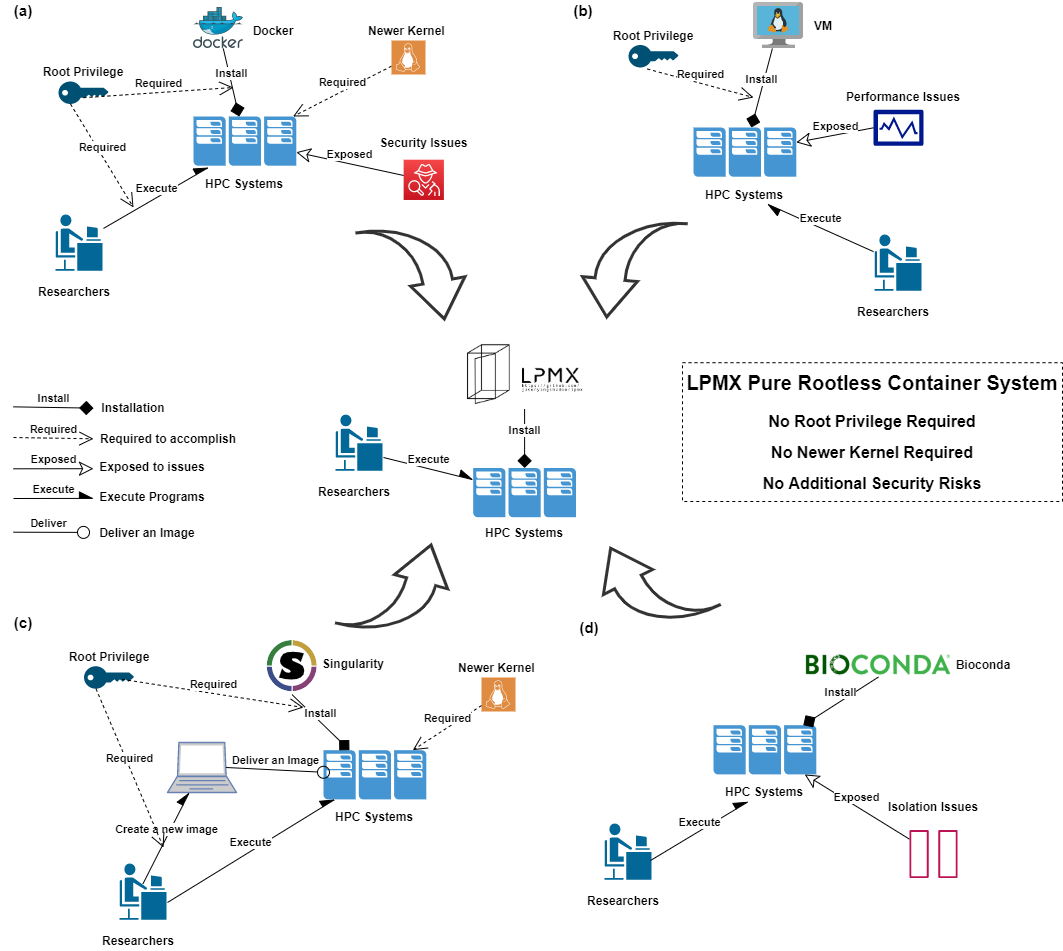 (a)
docker
Docker
Newer Kernel
Root Privilege
Required
Install
Required
Required
Security Issues
Exposed
Execute
HPC Systems
Researchers
(b)
VM
Root Privilege
Required
Install
Performance Issues
Exposed
HPC Systems
Execute
Researchers
LPMX
Install
Execute
Researchers
HPC Systems
LPMX Pure Rootless Container System
No Root Privilege Required
No Newer Kernel Required
No Additional Security Risks
Install
Installation
Required
Required to accomplish
Exposed
Exposed to issues
Execute
Execute Programs
Deliver
Deliver an Image
(c)
Root Privilege
S
Singularity
Newer Kernel
Required
Install
Required
Required
Deliver an Image
HPC Systems
Create a new image
Execute
Researchers
(d)
BIOCONDA®
Bioconda
Install
HPC Systems
Exposed
Isolation Issues
Execute
Researchers